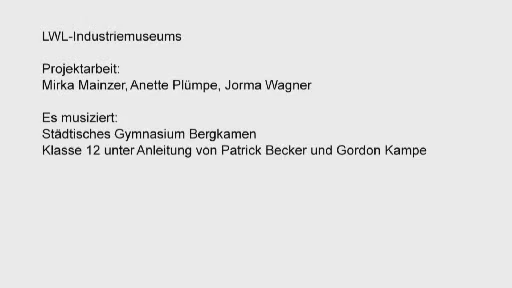 LWL-Industriemuseums
Projektarbeit:
Mirka Mainzer, Anette Plümpe, Jorma Wagner
Es musiziert:
Städtisches Gymnasium Bergkamen
Klasse 12 unter Anleitung von Patrick Becker und Gordon Kampe